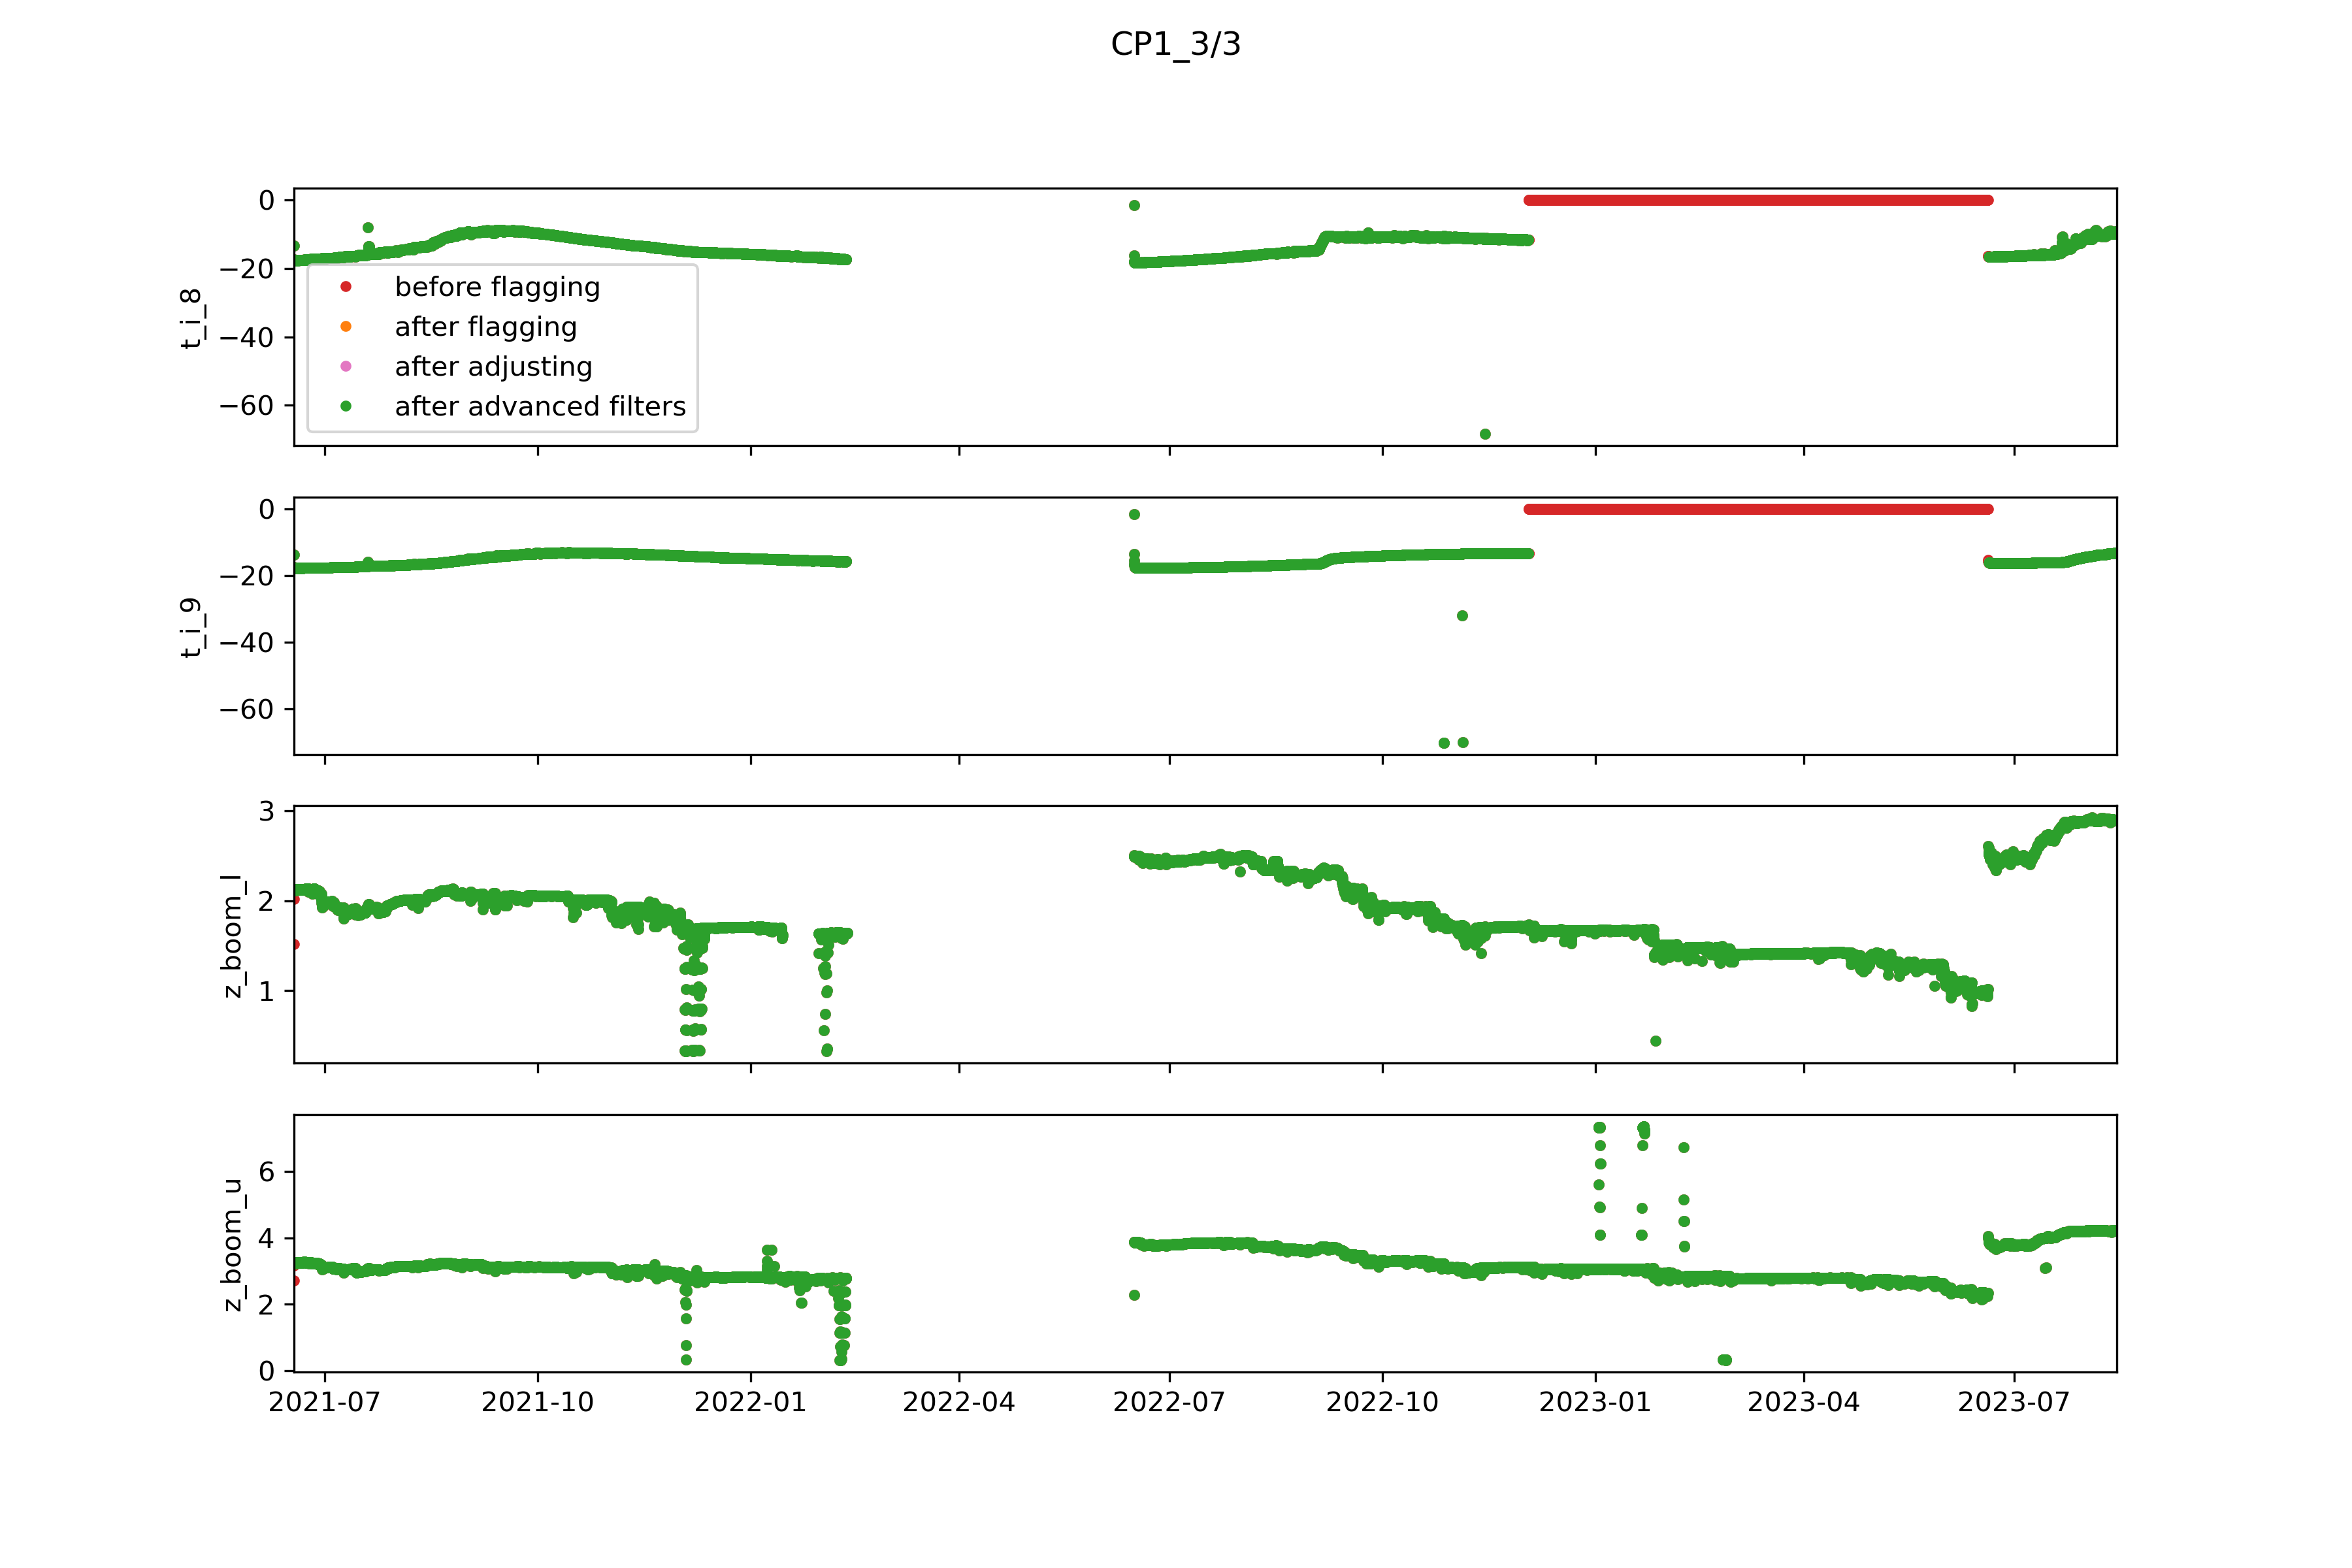 CP1_3/3
0
−20
−40
−60
t_i_8
before flagging
after flagging
after adjusting
after advanced filters
0
−20
−40
−60
t_i_9
3
2
1
z_boom_l
6
4
2
0
z_boom_u
2021-07 2021-10 2022-01 2022-04 2022-07 2022-10 2023-01 2023-04 2023-07